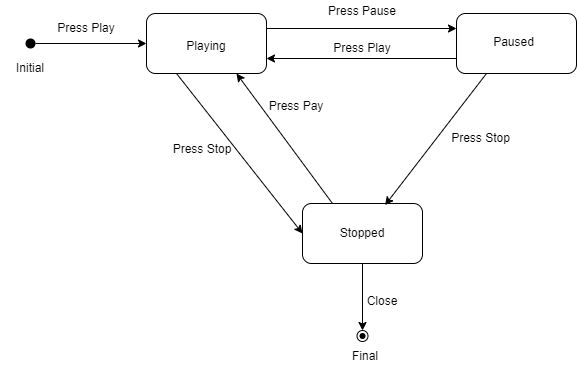 Press Play
Press Pause
Playing
Paused
Press Play
Initial
Press Pay
Press Stop
Press Stop
Stopped
Close
Final